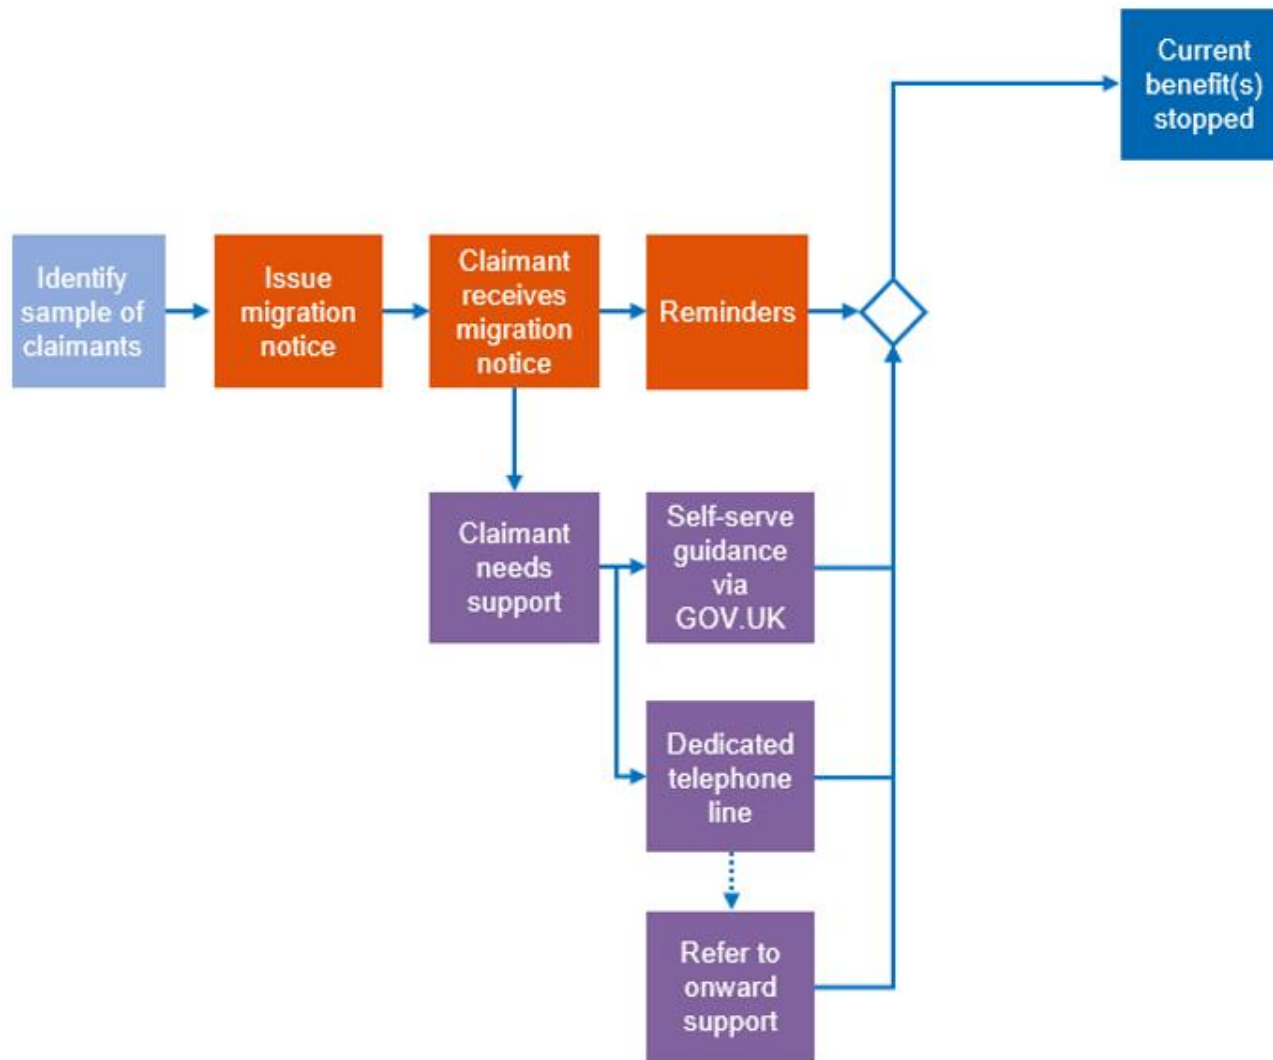 Current
benefit(s)
stopped
Identify
sample of
claimants
Issue
migration
notice
Claimant
receives
migration
notice
Reminders
Claimant
needs
support
Self-serve
guidance
via
GOV.UK
Dedicated
telephone
line
Refer to
onward
support